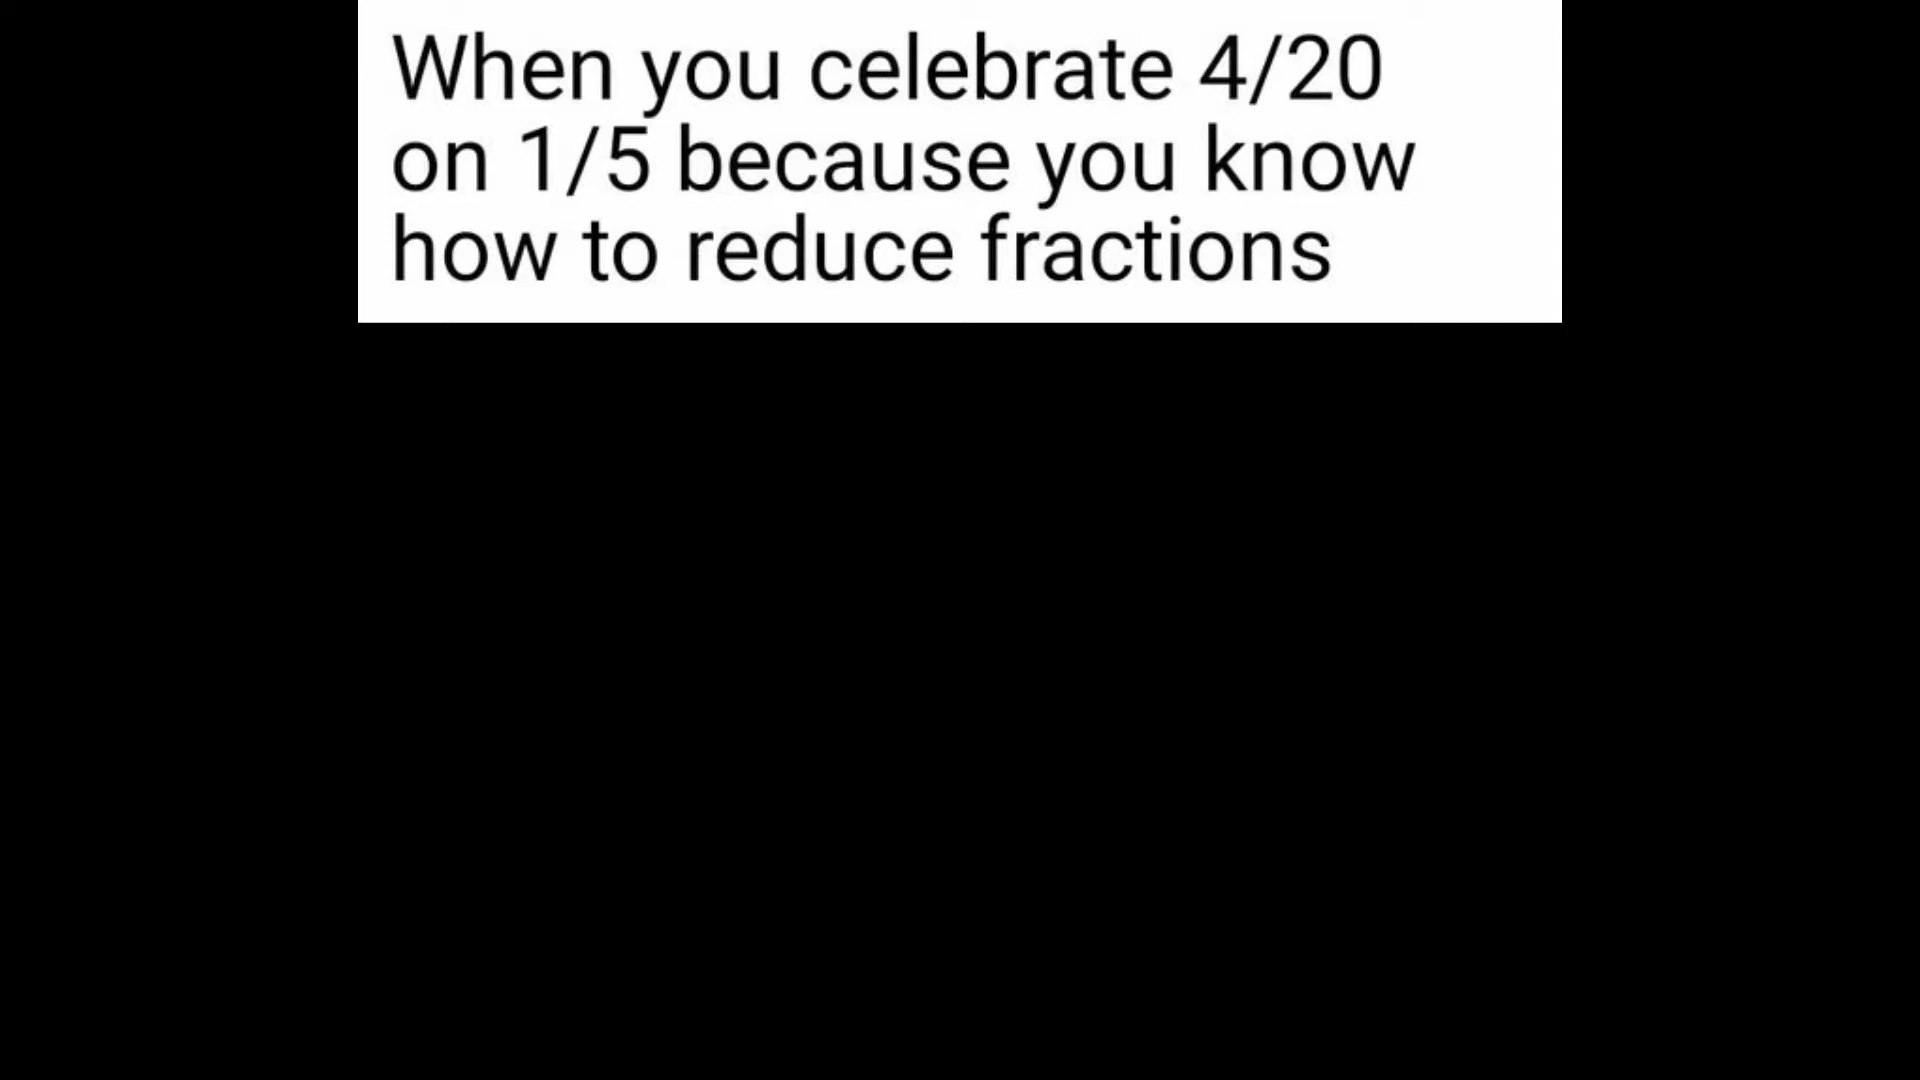 When you celebrate 4/20
on 1/5 because you know
how to reduce fractions